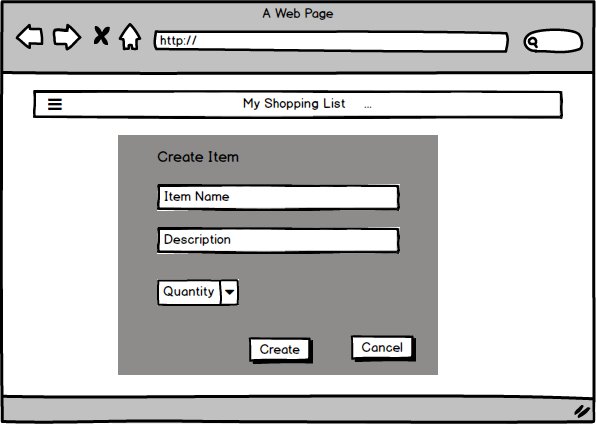 A Web Page
http://
My Shopping List ...
Create Item
Item Name
Description
Quantity
Create Cancel